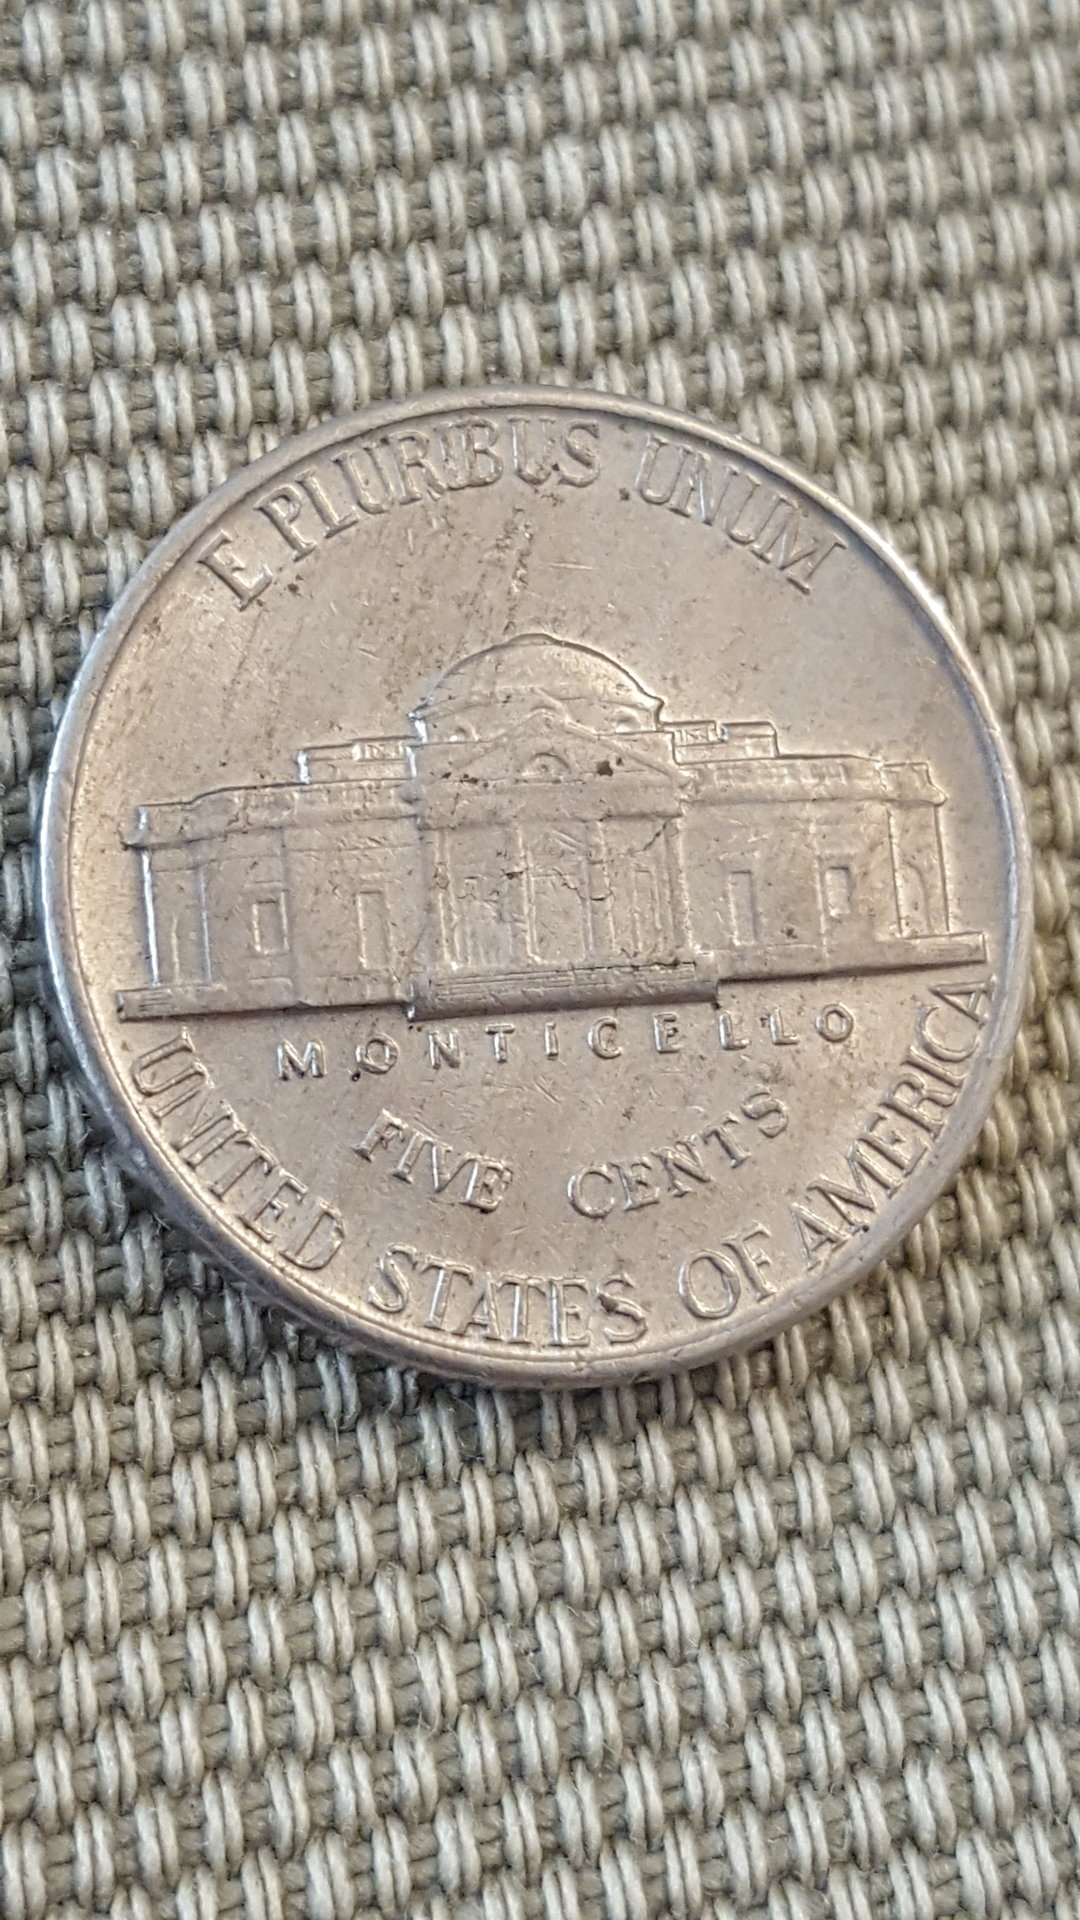 E PLURIBUS UNUM
MONTICELLO
FIVE CENTS
UNITED STATES OF AMERICA